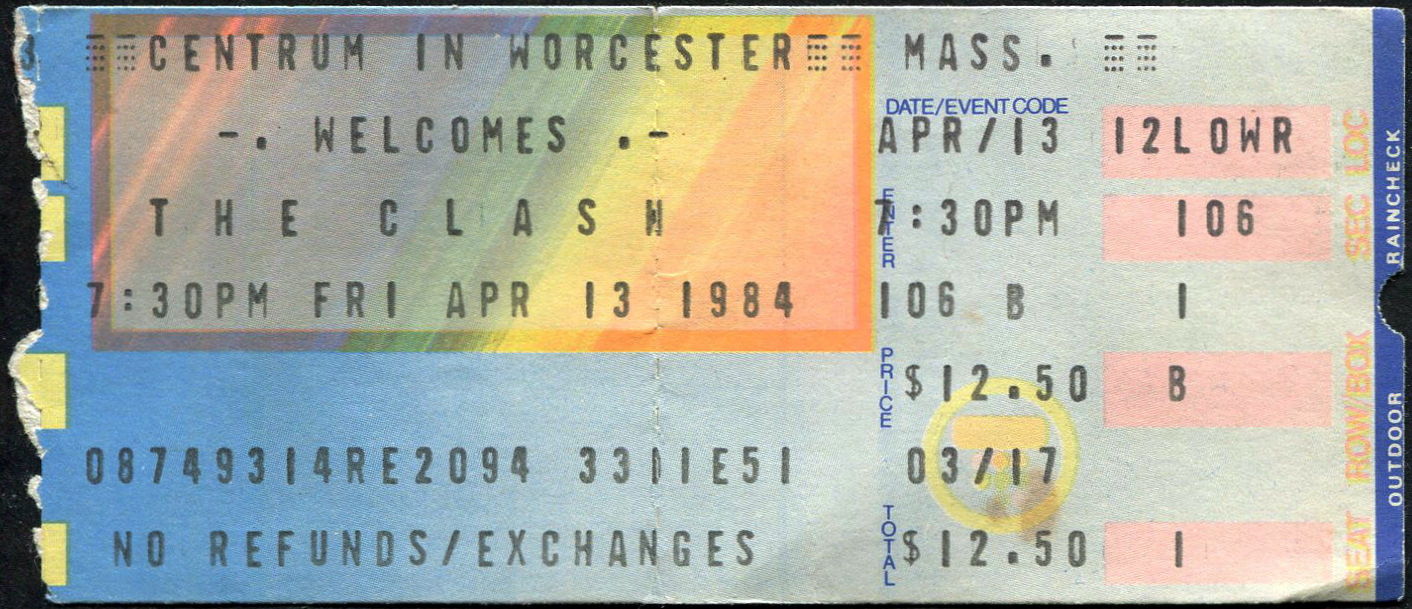 3
CENTRUM IN WORCESTER MASS.
DATE/EVENT CODE
-. WELCOMES .- APR/13 12LOWR LOC
THE CLASH ENTER 7:30PM 106 SEC
7:30PM FRI APR 13 1984 106 B 1
PRICE $12.50 B ROW/BOX
08749314RE2094 3311E51 03/17
NO REFUNDS/EXCHANGES TOTAL $12.50 1 SEAT
RAINCHECK
OUTDOOR